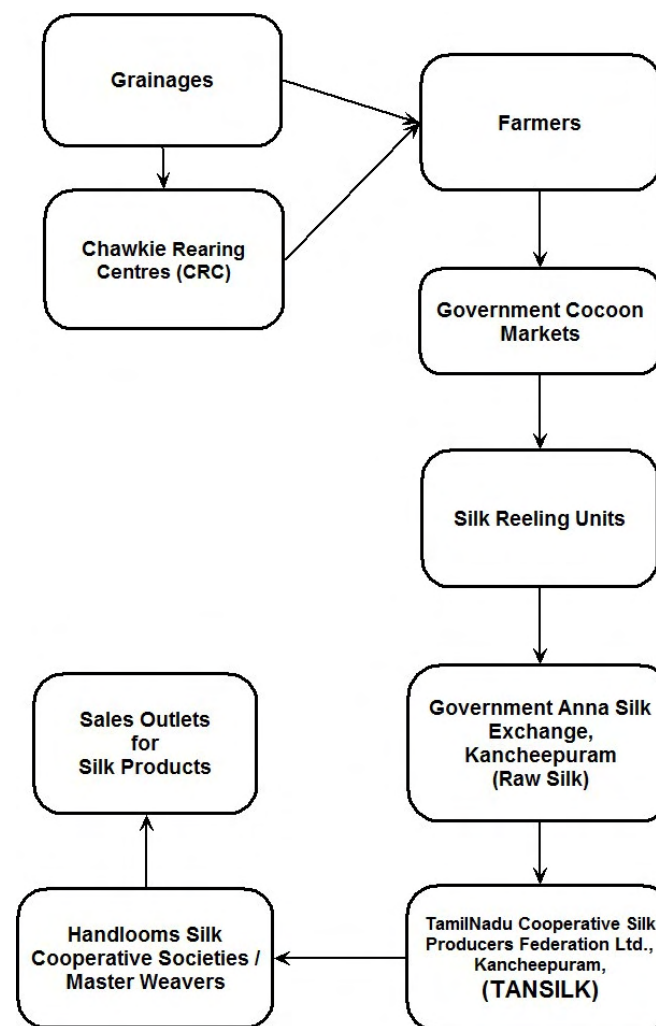 Grainages
Farmers
Chawkie Rearing
Centres (CRC)
Government Cocoon
Markets
Silk Reeling Units
Government Anna Silk
Exchange,
Kancheepuram
(Raw Silk)
TamilNadu Cooperative Silk
Producers Federation Ltd.,
Kancheepuram,
(TANSILK)
Handlooms Silk
Cooperative Societies /
Master Weavers
Sales Outlets
for
Silk Products